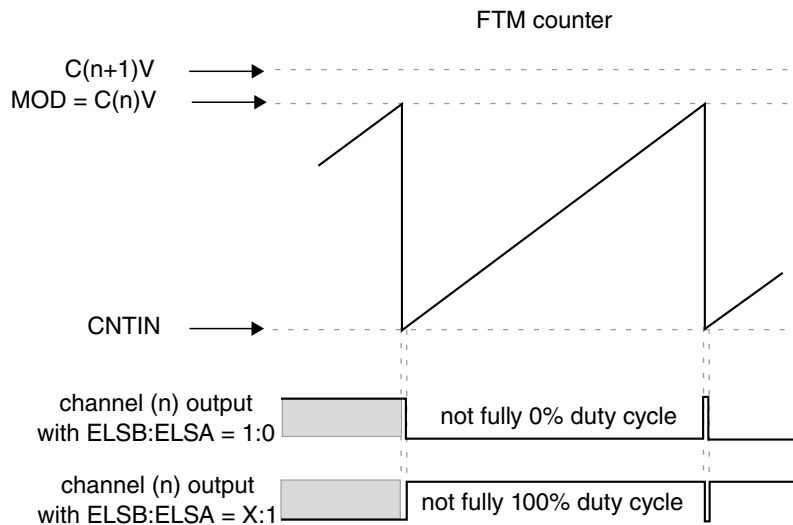 FTM counter
C(n+1)V
MOD = C(n)V
CNTIN
channel (n) output
with ELSB:ELSA = 1:0
not fully 0% duty cycle
channel (n) output
with ELSB:ELSA = X:1
not fully 100% duty cycle